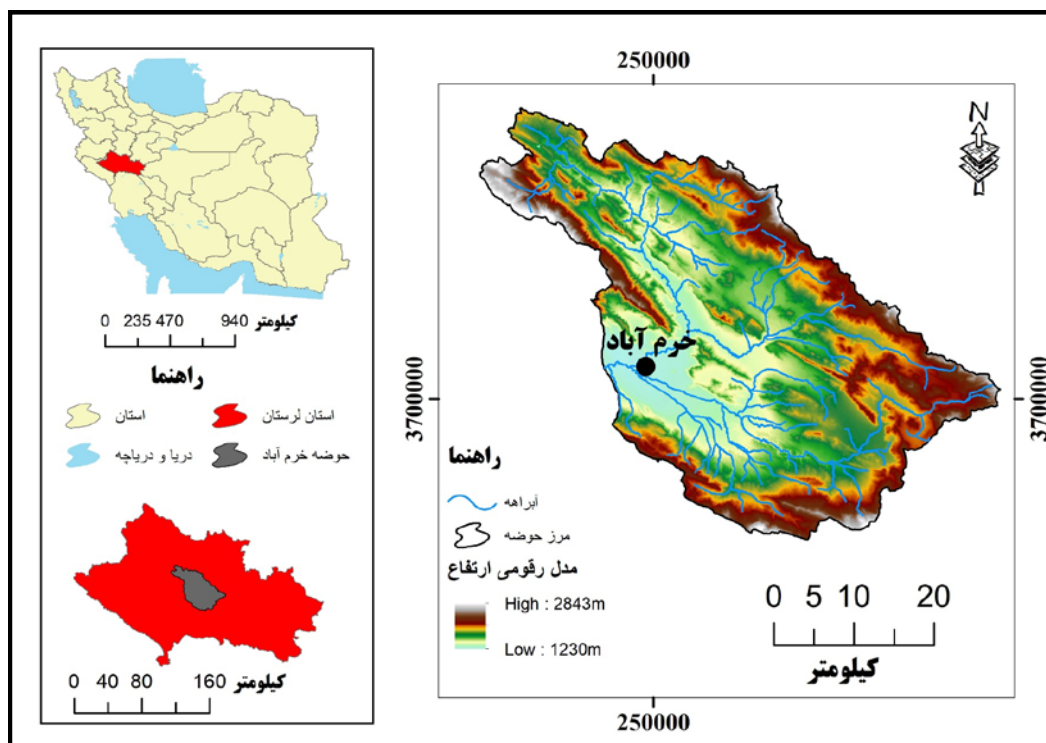 0 235 470 940 کیلومتر
راهنما
استان
استان لرستان
دریا و دریاچه
حوضه خرم آباد
0 40 80 160 کیلومتر
250000
N
3700000
3700000
خرم آباد
راهنما
آبراهه
مرز حوضه
مدل رقومی ارتفاع
High : 2843m
Low : 1230m
0 5 10 20
کیلومتر
250000